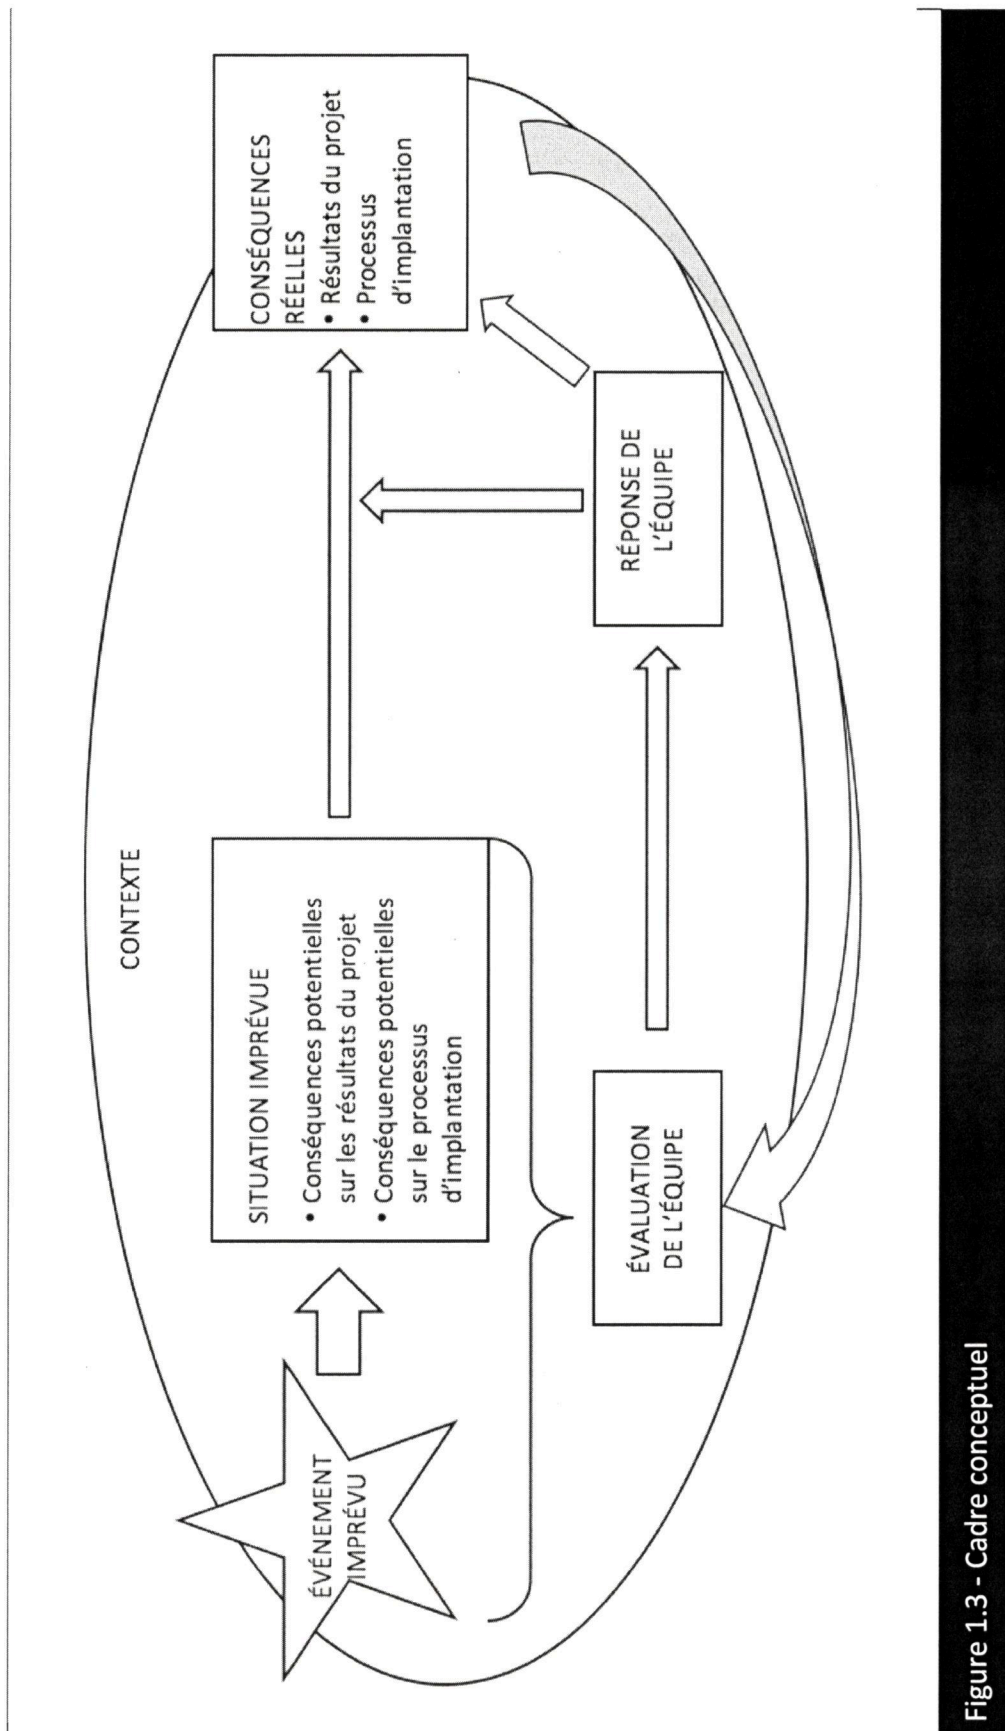 CONTEXTE
ÉVÉNEMENT
IMPRÉVU
SITUATION IMPRÉVUE
• Conséquences potentielles
sur les résultats du projet
• Conséquences potentielles
sur le processus
d'implantation
CONSÉQUENCES
RÉELLES
• Résultats du projet
• Processus
d'implantation
ÉVALUATION
DE L'ÉQUIPE
RÉPONSE DE
L'ÉQUIPE
Figure 1.3 - Cadre conceptuel